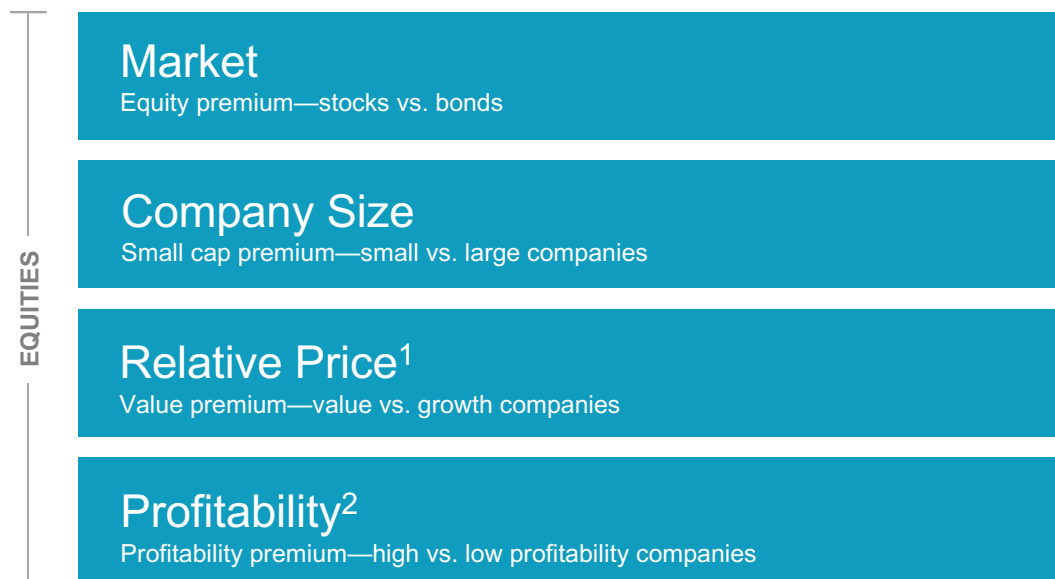 EQUITIES
Market
Equity premium—stocks vs. bonds
Company Size
Small cap premium—small vs. large companies
Relative Price¹
Value premium—value vs. growth companies
Profitability²
Profitability premium—high vs. low profitability companies